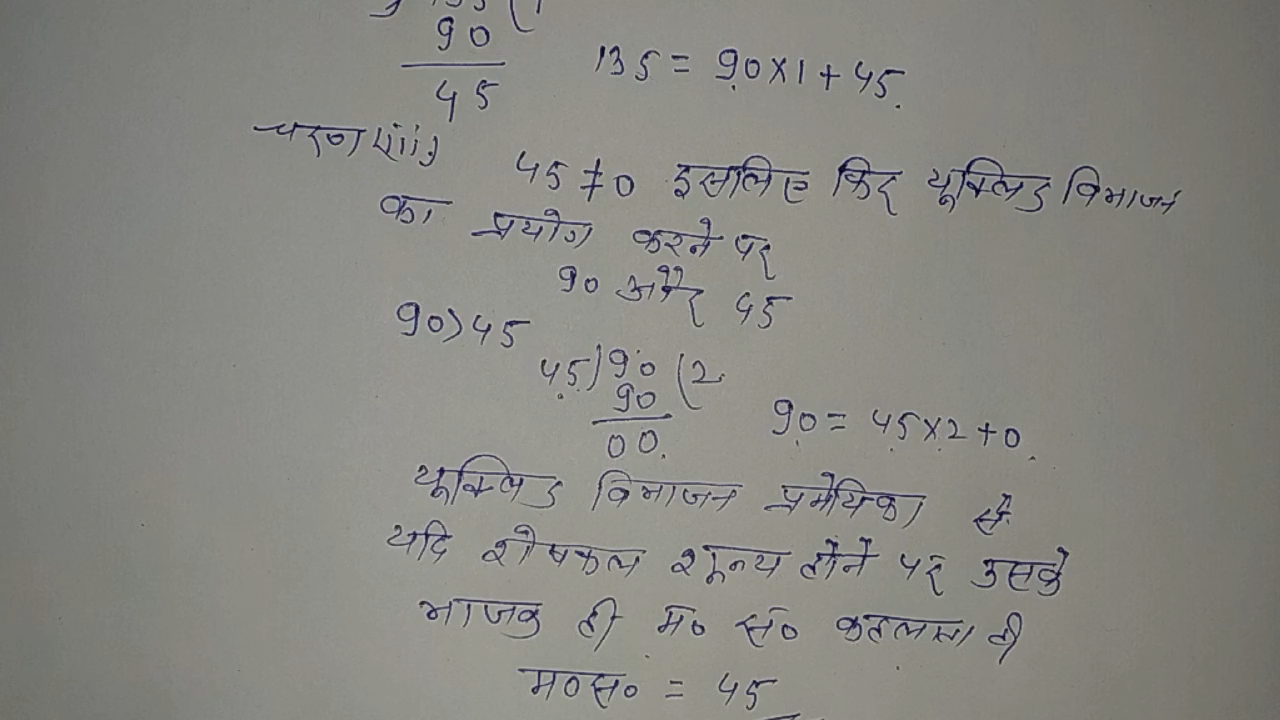 90
45
135 = 90×1 + 45.
चरण (iii)
45 ≠ 0 इसलिए फिर यूक्लिड विभाजन
का प्रयोग करने पर
90 और 45
90>45
45)90(2
90
00.
90 = 45×2+0.
यूक्लिड विभाजन प्रमेयिका से
यदि शेषफल शून्य होने पर उसके
भाजक ही म० स० कहलाता है
म०स० = 45